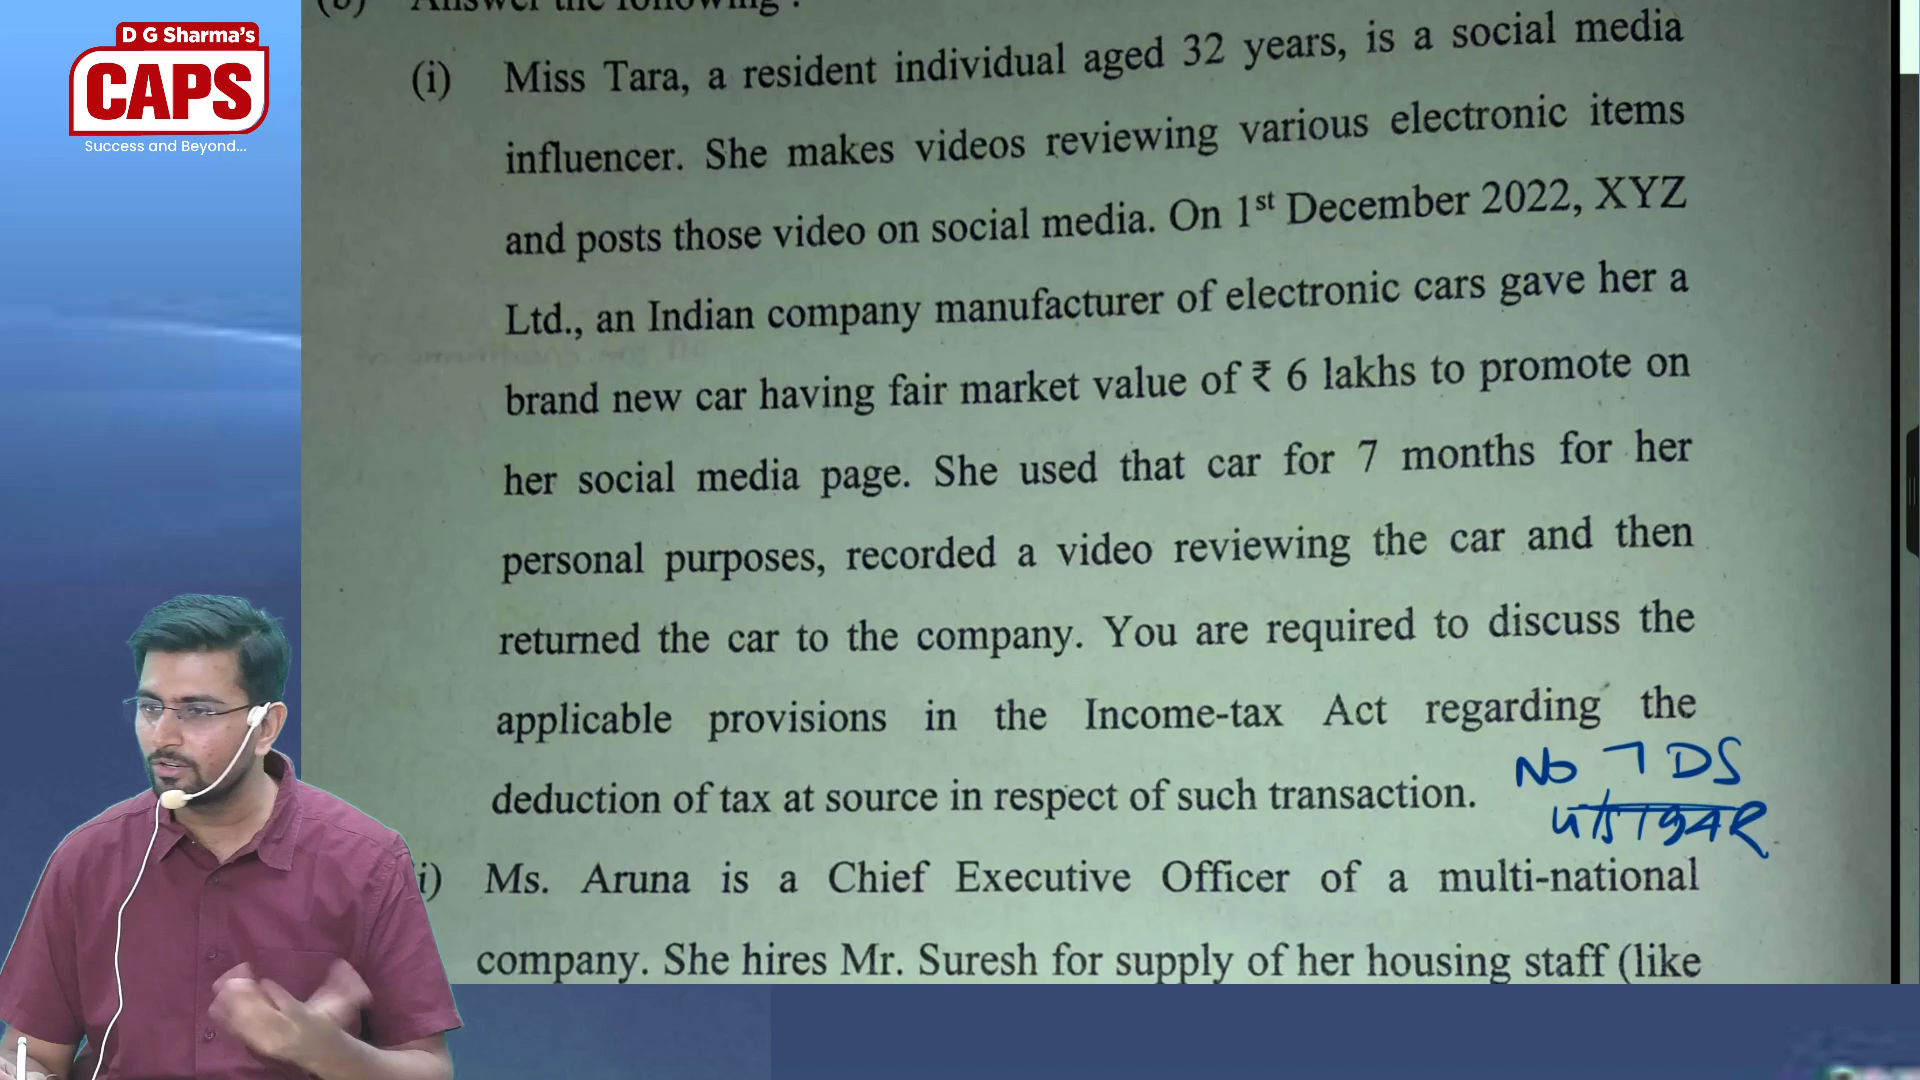 D G Sharma's
CAPS
Success and Beyond...
Answer the following :
(i) Miss Tara, a resident individual aged 32 years, is a social media
influencer. She makes videos reviewing various electronic items
and posts those video on social media. On 1st December 2022, XYZ
Ltd., an Indian company manufacturer of electronic cars gave her a
brand new car having fair market value of ₹ 6 lakhs to promote on
her social media page. She used that car for 7 months for her
personal purposes, recorded a video reviewing the car and then
returned the car to the company. You are required to discuss the
applicable provisions in the Income-tax Act regarding the
deduction of tax at source in respect of such transaction.
No TDS
u/s 194R
i) Ms. Aruna is a Chief Executive Officer of a multi-national
company. She hires Mr. Suresh for supply of her housing staff (like